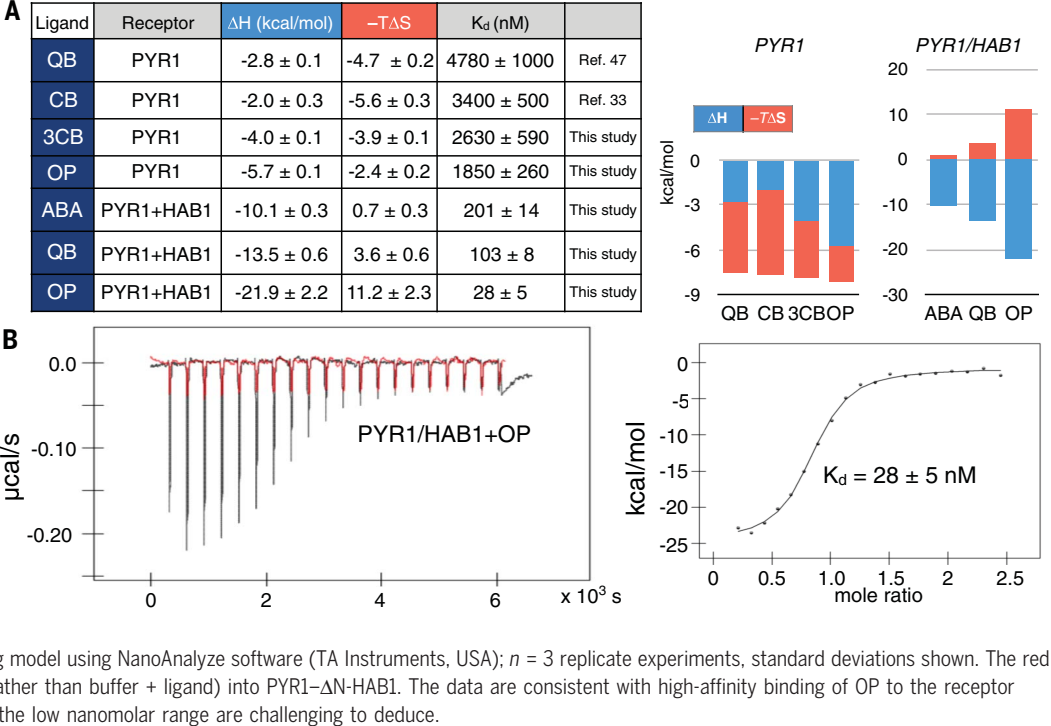 A
Ligand Receptor ΔH (kcal/mol) –TΔS Kd (nM)
QB PYR1 -2.8 ± 0.1 -4.7 ± 0.2 4780 ± 1000 Ref. 47
CB PYR1 -2.0 ± 0.3 -5.6 ± 0.3 3400 ± 500 Ref. 33
3CB PYR1 -4.0 ± 0.1 -3.9 ± 0.1 2630 ± 590 This study
OP PYR1 -5.7 ± 0.1 -2.4 ± 0.2 1850 ± 260 This study
ABA PYR1+HAB1 -10.1 ± 0.3 0.7 ± 0.3 201 ± 14 This study
QB PYR1+HAB1 -13.5 ± 0.6 3.6 ± 0.6 103 ± 8 This study
OP PYR1+HAB1 -21.9 ± 2.2 11.2 ± 2.3 28 ± 5 This study
PYR1
ΔH –TΔS
kcal/mol
0
-3
-6
-9
QB CB 3CB OP
PYR1/HAB1
20
10
0
-10
-20
-30
ABA QB OP
B
µcal/s
0.0
-0.10
-0.20
PYR1/HAB1+OP
0 2 4 6 x 10³ s
kcal/mol
0
-5
-10
-15
-20
-25
Kd = 28 ± 5 nM
0 0.5 1.0 1.5 2.0 2.5
mole ratio
g model using NanoAnalyze software (TA Instruments, USA); n = 3 replicate experiments, standard deviations shown. The red
ather than buffer + ligand) into PYR1–ΔN-HAB1. The data are consistent with high-affinity binding of OP to the receptor
the low nanomolar range are challenging to deduce.